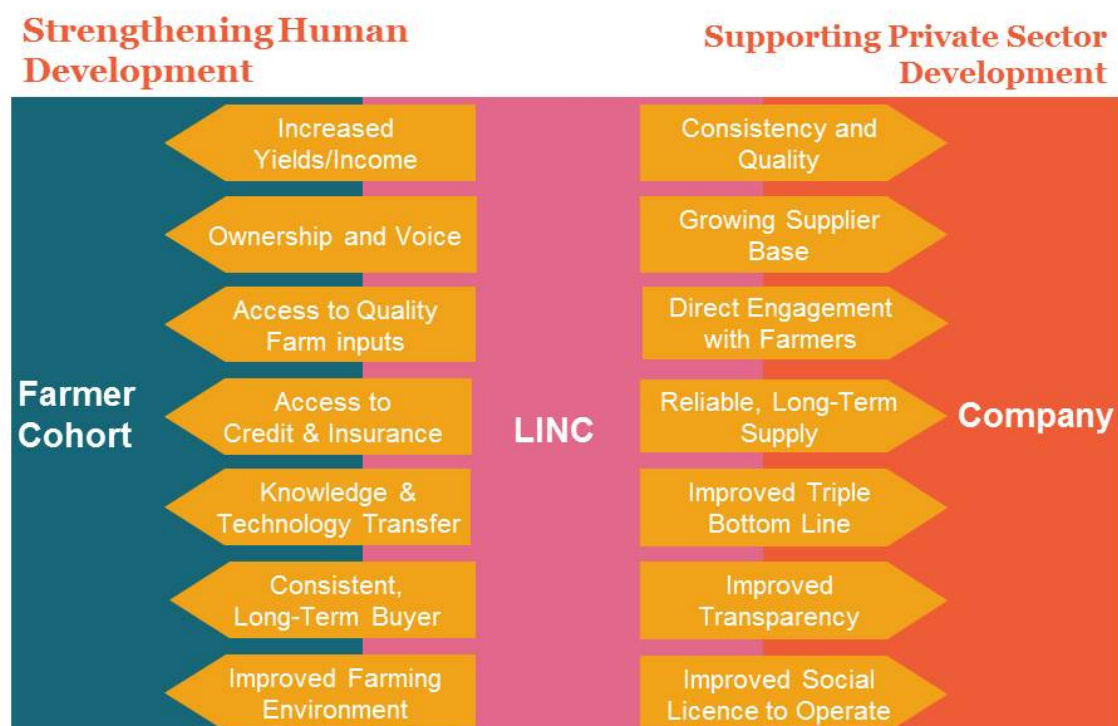 Strengthening Human
Development
Supporting Private Sector
Development
Increased
Yields/Income
Ownership and Voice
Access to Quality
Farm inputs
Access to
Credit & Insurance
Knowledge &
Technology Transfer
Consistent,
Long-Term Buyer
Improved Farming
Environment
Farmer
Cohort
LINC
Consistency and
Quality
Growing Supplier
Base
Direct Engagement
with Farmers
Reliable, Long-Term
Supply
Improved Triple
Bottom Line
Improved
Transparency
Improved Social
Licence to Operate
Company